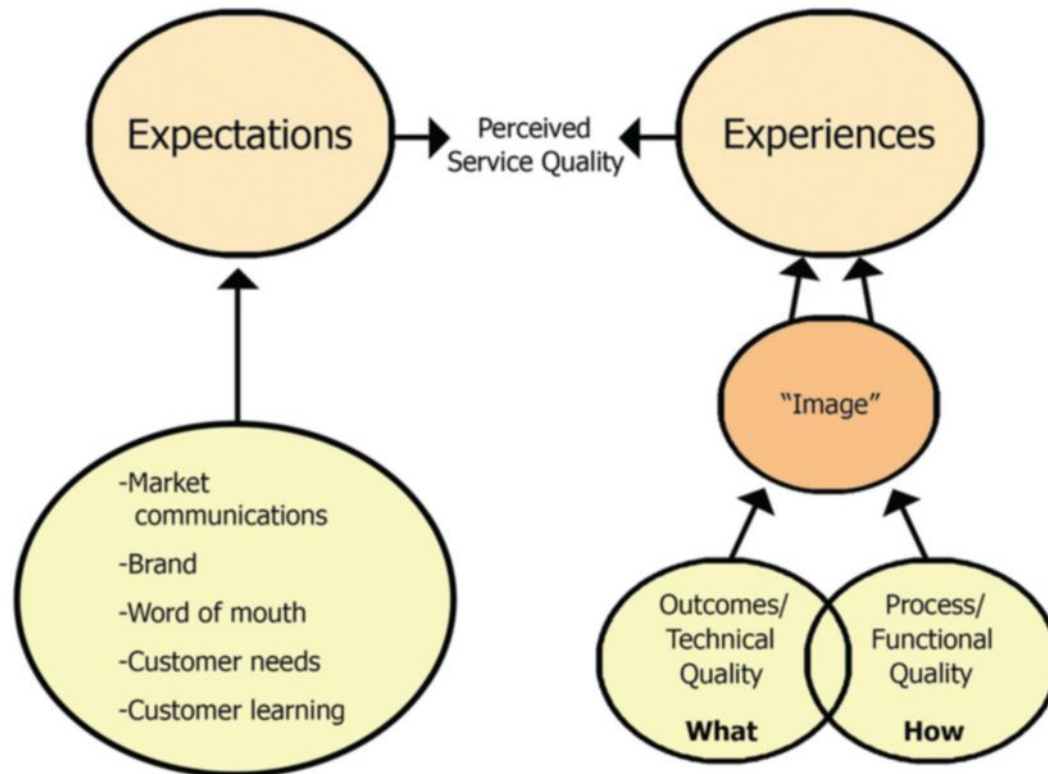 Expectations
Perceived
Service Quality
Experiences
“Image”
-Market
communications
-Brand
-Word of mouth
-Customer needs
-Customer learning
Outcomes/
Technical
Quality
What
Process/
Functional
Quality
How